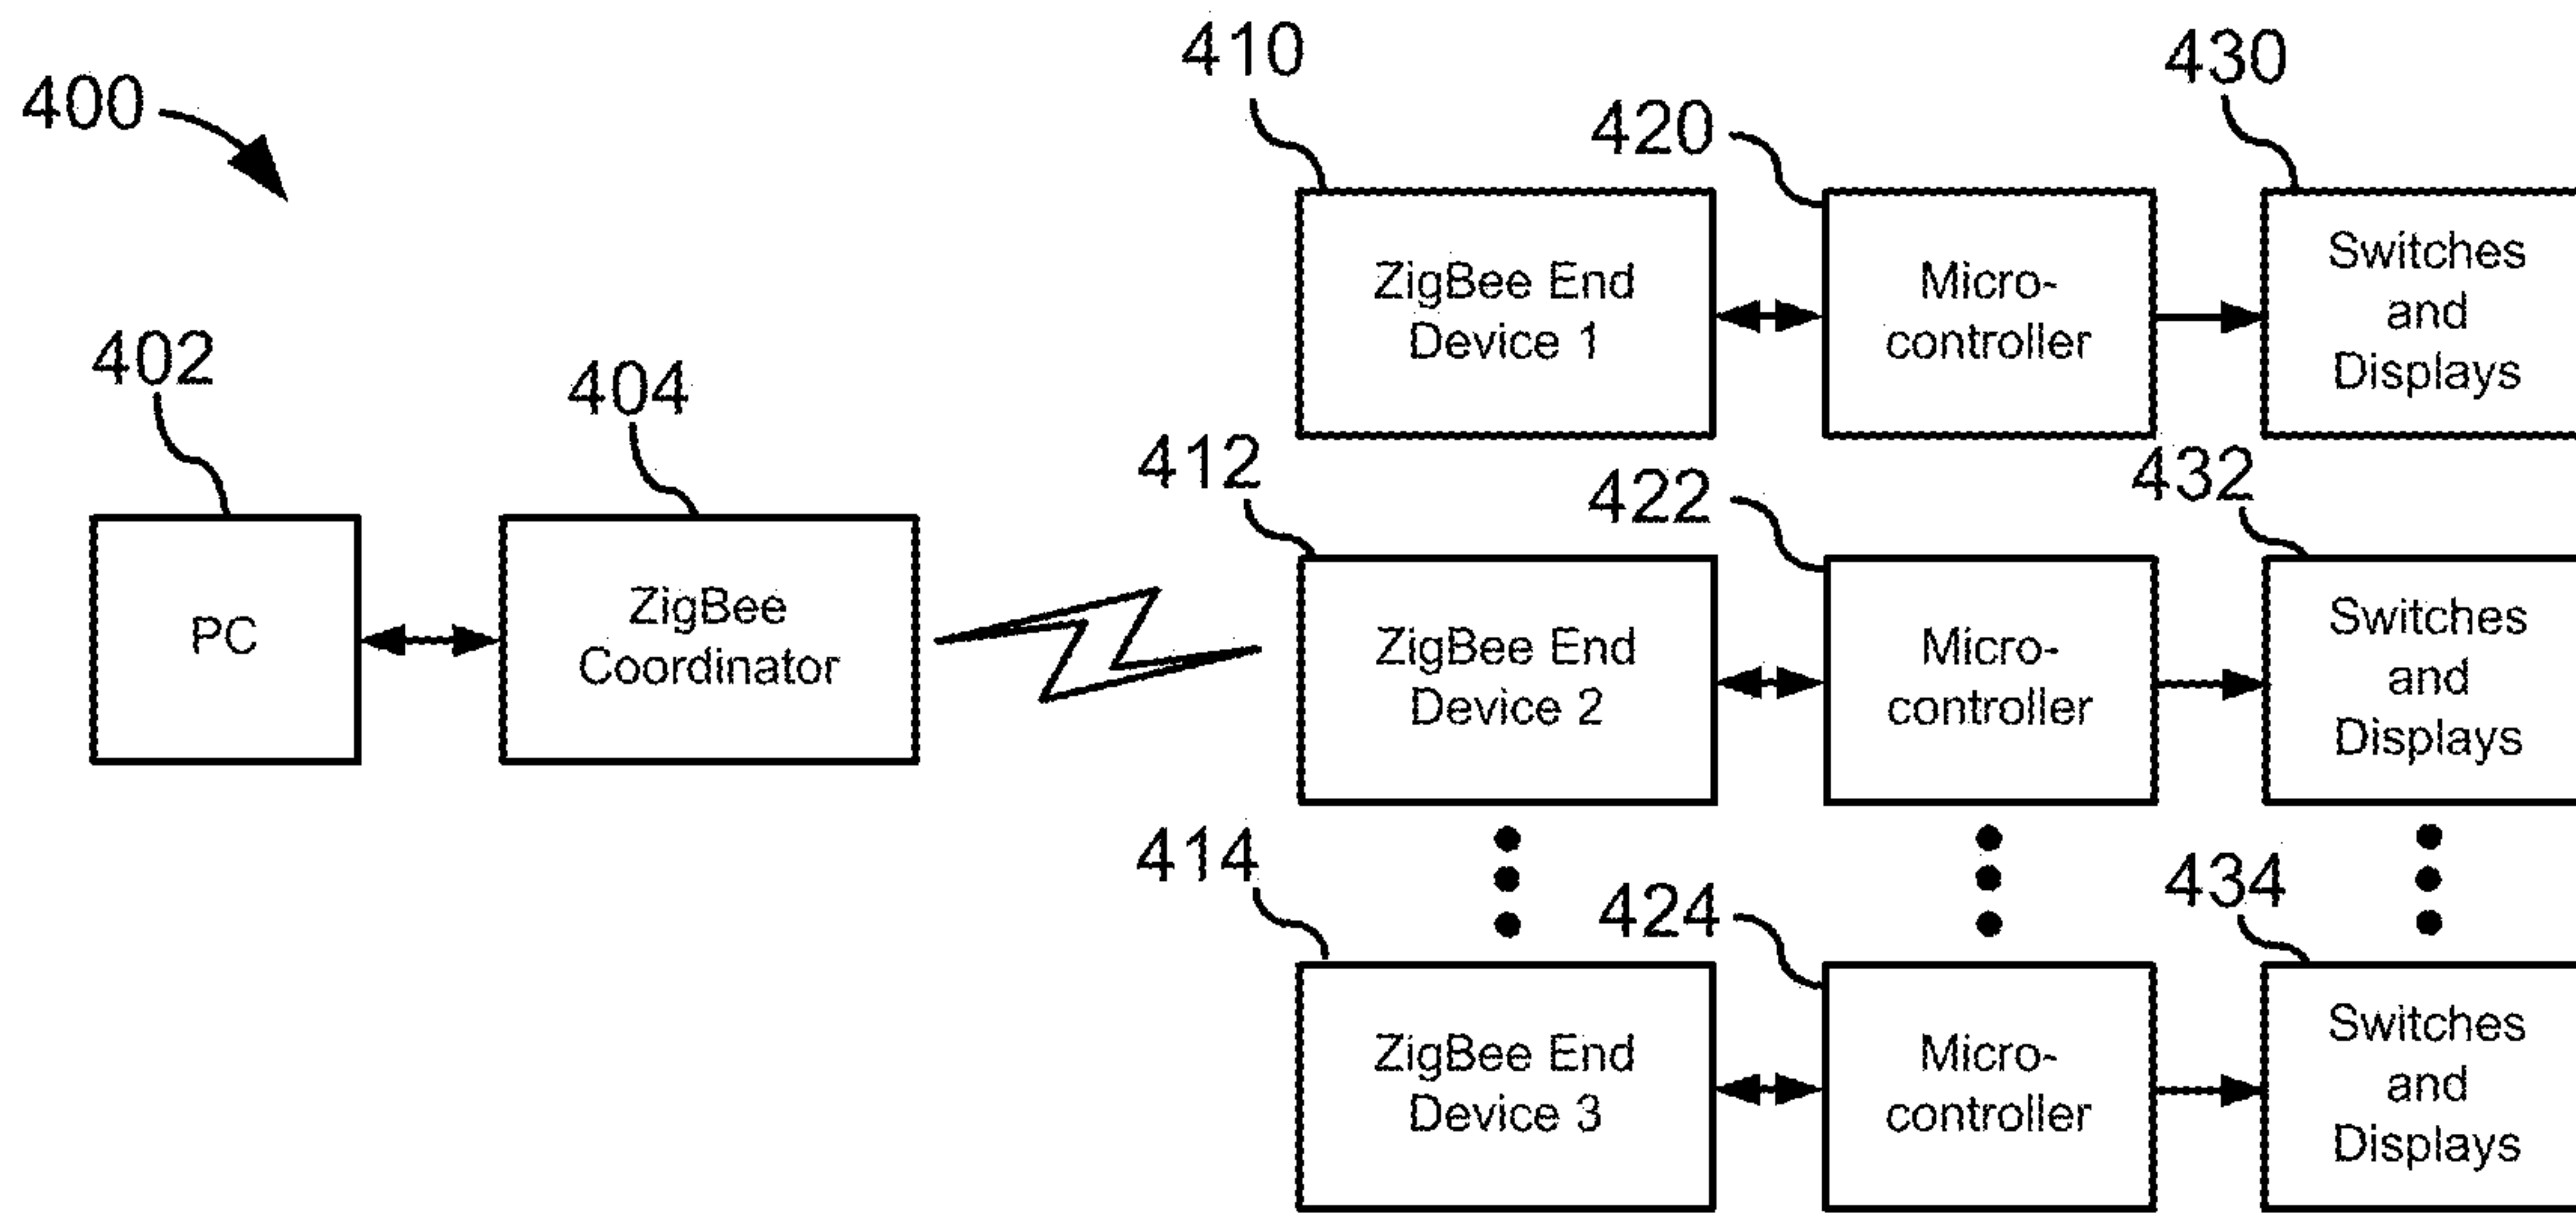 400
410
420
430
ZigBee End
Device 1
Micro-
controller
Switches
and
Displays
402
404
PC
ZigBee
Coordinator
412
422
432
ZigBee End
Device 2
Micro-
controller
Switches
and
Displays
414
424
434
ZigBee End
Device 3
Micro-
controller
Switches
and
Displays